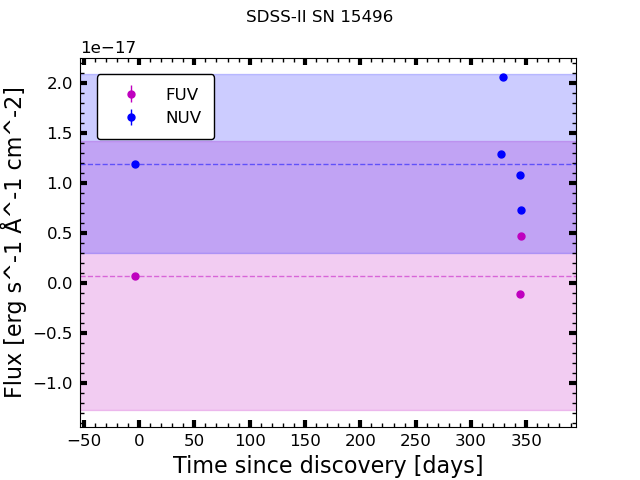 SDSS-II SN 15496
1e−17
Flux [erg s^-1 Å^-1 cm^-2]
2.0
1.5
1.0
0.5
0.0
−0.5
−1.0
FUV
NUV
−50 0 50 100 150 200 250 300 350
Time since discovery [days]